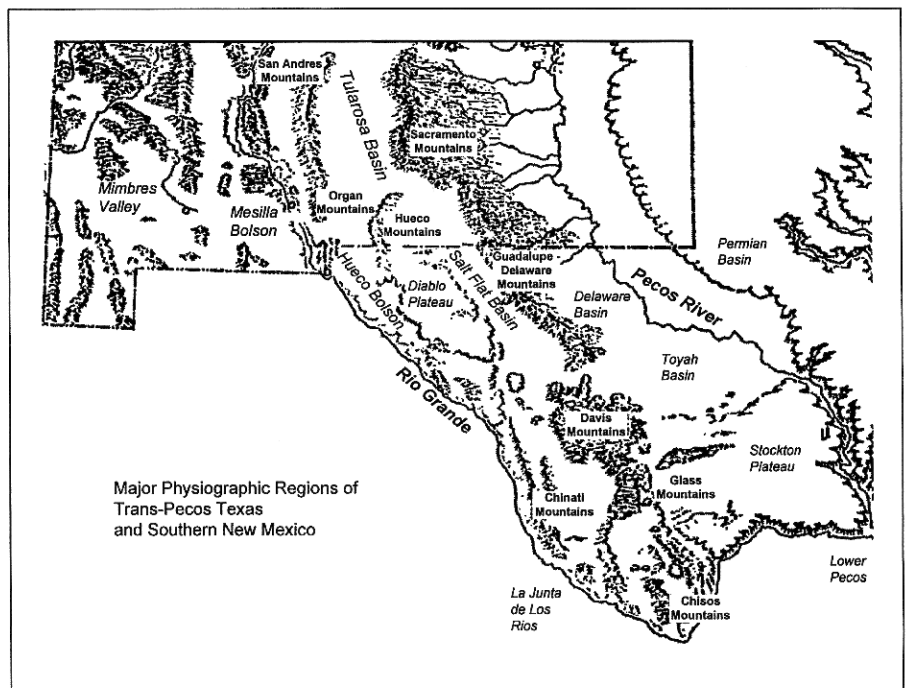 San Andres
Mountains
Tularosa Basin
Sacramento
Mountains
Mimbres
Valley
Mesilla
Bolson
Organ
Mountains
Hueco
Mountains
Permian
Basin
Guadalupe -
Delaware
Mountains
Salt Flat Basin
Hueco Bolson
Diablo
Plateau
Delaware
Basin
Pecos River
Toyah
Basin
Rio Grande
Davis
Mountains
Stockton
Plateau
Glass
Mountains
Chinati
Mountains
Major Physiographic Regions of
Trans-Pecos Texas
and Southern New Mexico
Lower
Pecos
La Junta
de Los
Rios
Chisos
Mountains